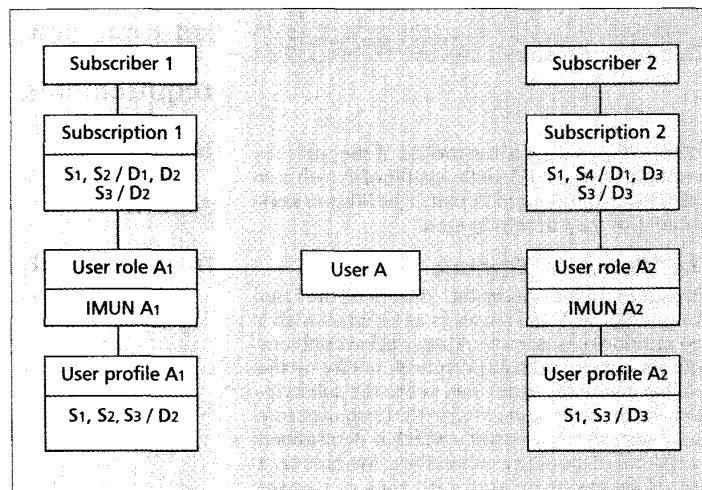 Subscriber 1
Subscription 1
S1, S2 / D1, D2
S3 / D2
User role A1
IMUN A1
User profile A1
S1, S2, S3 / D2
User A
Subscriber 2
Subscription 2
S1, S4 / D1, D3
S3 / D3
User role A2
IMUN A2
User profile A2
S1, S3 / D3